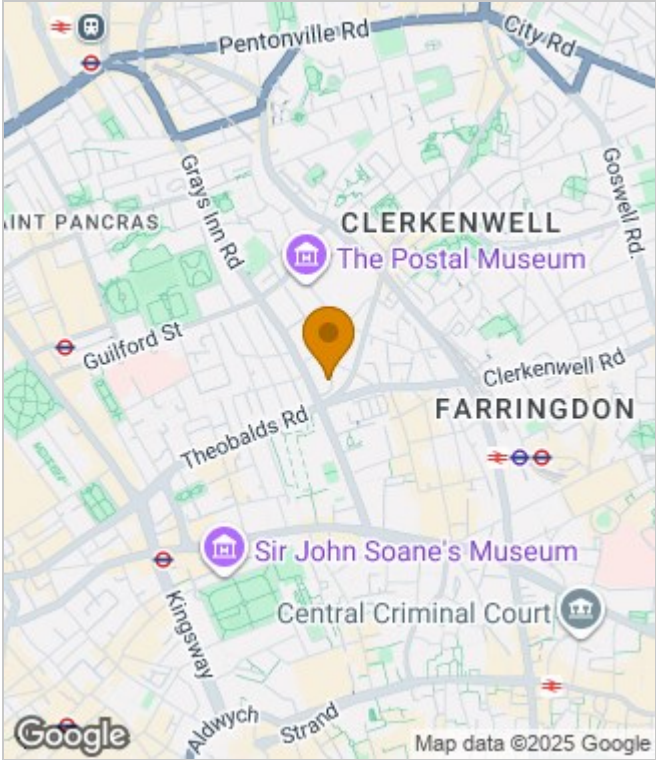 Pentonville Rd
City Rd
Grays Inn Rd
Goswell Rd.
AINT PANCRAS
CLERKENWELL
The Postal Museum
Guilford St
Clerkenwell Rd
FARRINGDON
Theobalds Rd
Sir John Soane's Museum
Central Criminal Court
Kingsway
Aldwych
Strand
Google
Map data ©2025 Google